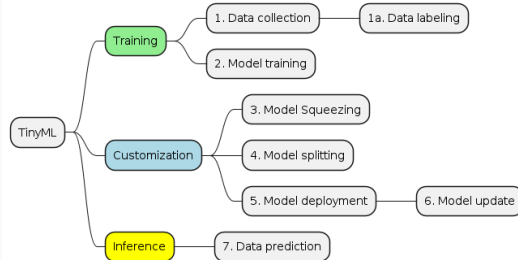 TinyML
Training
1. Data collection
1a. Data labeling
2. Model training
Customization
3. Model Squeezing
4. Model splitting
5. Model deployment
6. Model update
Inference
7. Data prediction